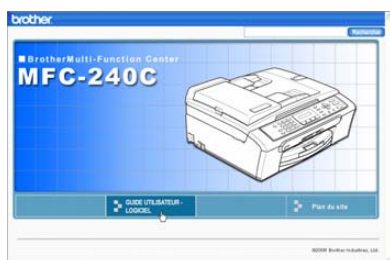 brother
Rechercher
BrotherMulti-Function Center
MFC-240C
GUIDE UTILISATEUR -
LOGICIEL
Plan du site
©2006 Brother Industries, Ltd.